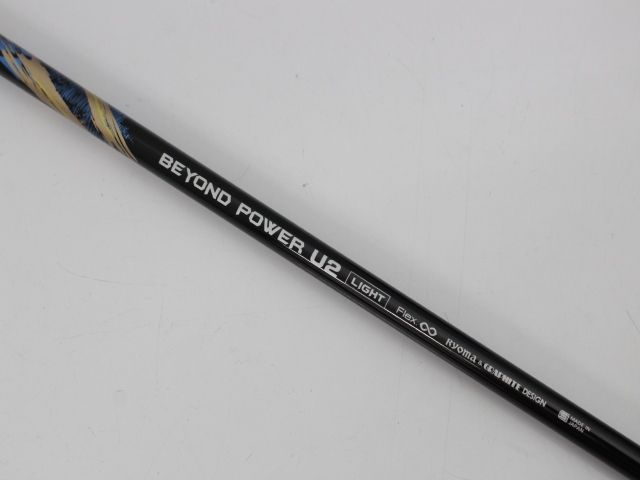 BEYOND POWER U2 LIGHT Flex ∞ Ryoma & GRAPHITE DESIGN
MADE IN
JAPAN